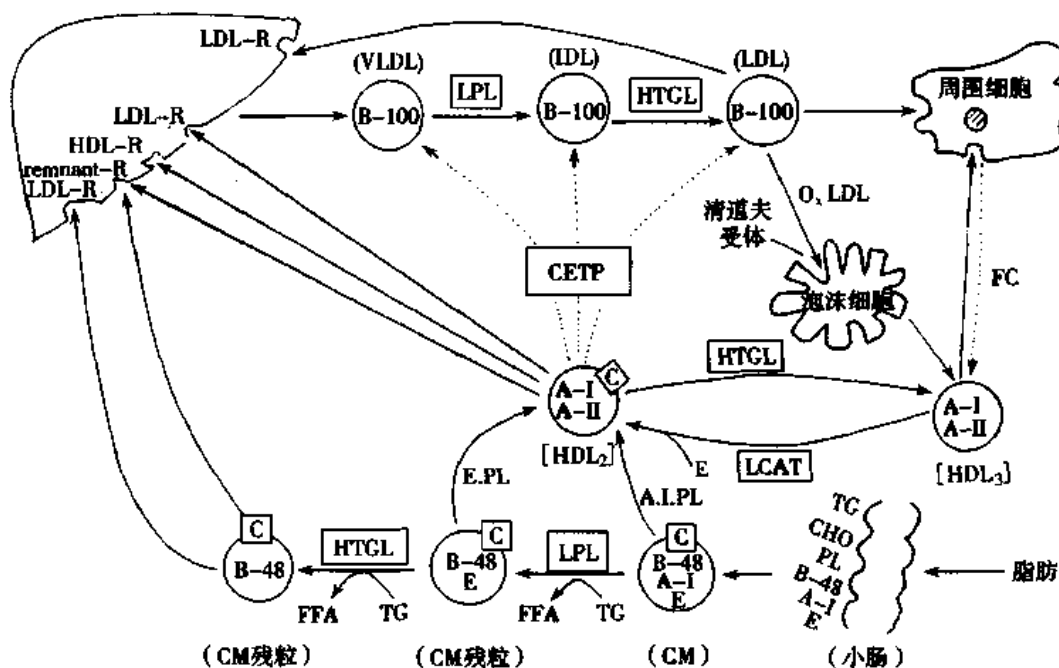 LDL-R
(VLDL)
(IDL)
(LDL)
B-100
LPL
B-100
HTGL
B-100
周围细胞
LDL-R
HDL-R
remnant-R
LDL-R
OₓLDL
清道夫
受体
泡沫细胞
CETP
FC
HTGL
C
A-I
A-II
[HDL₂]
A-I
A-II
[HDL₃]
LCAT
E
E.PL
A.I.PL
C
B-48
HTGL
FFA
TG
C
B-48
E
LPL
FFA
TG
C
B-48
A-I
E
TG
CHO
PL
B-48
A-I
E
脂肪
(CM残粒)
(CM残粒)
(CM)
(小肠)